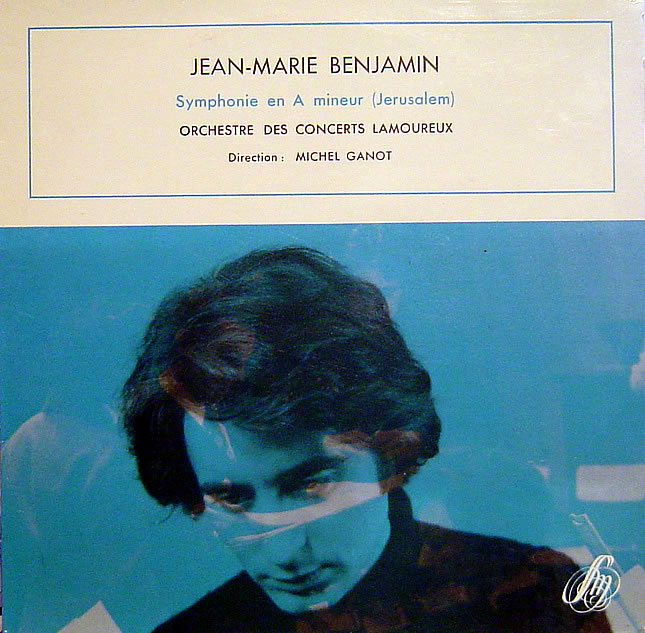 JEAN-MARIE BENJAMIN
Symphonie en A mineur (Jerusalem)
ORCHESTRE DES CONCERTS LAMOUREUX
Direction : MICHEL GANOT